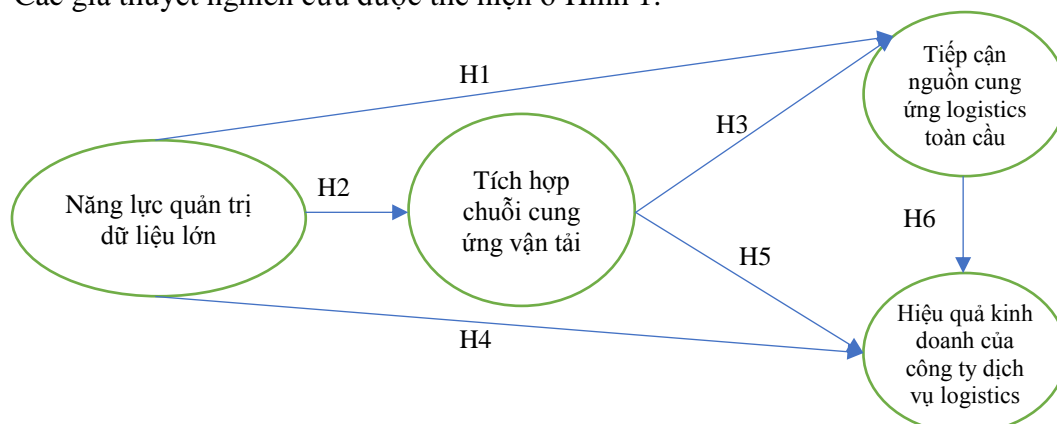 Các giả thuyết nghiên cứu được thể hiện ở Hình 1.
H1
Tiếp cận
nguồn cung
ứng logistics
toàn cầu
H3
Năng lực quản trị
dữ liệu lớn
H2
Tích hợp
chuỗi cung
ứng vận tải
H6
H5
H4
Hiệu quả kinh
doanh của
công ty dịch
vụ logistics